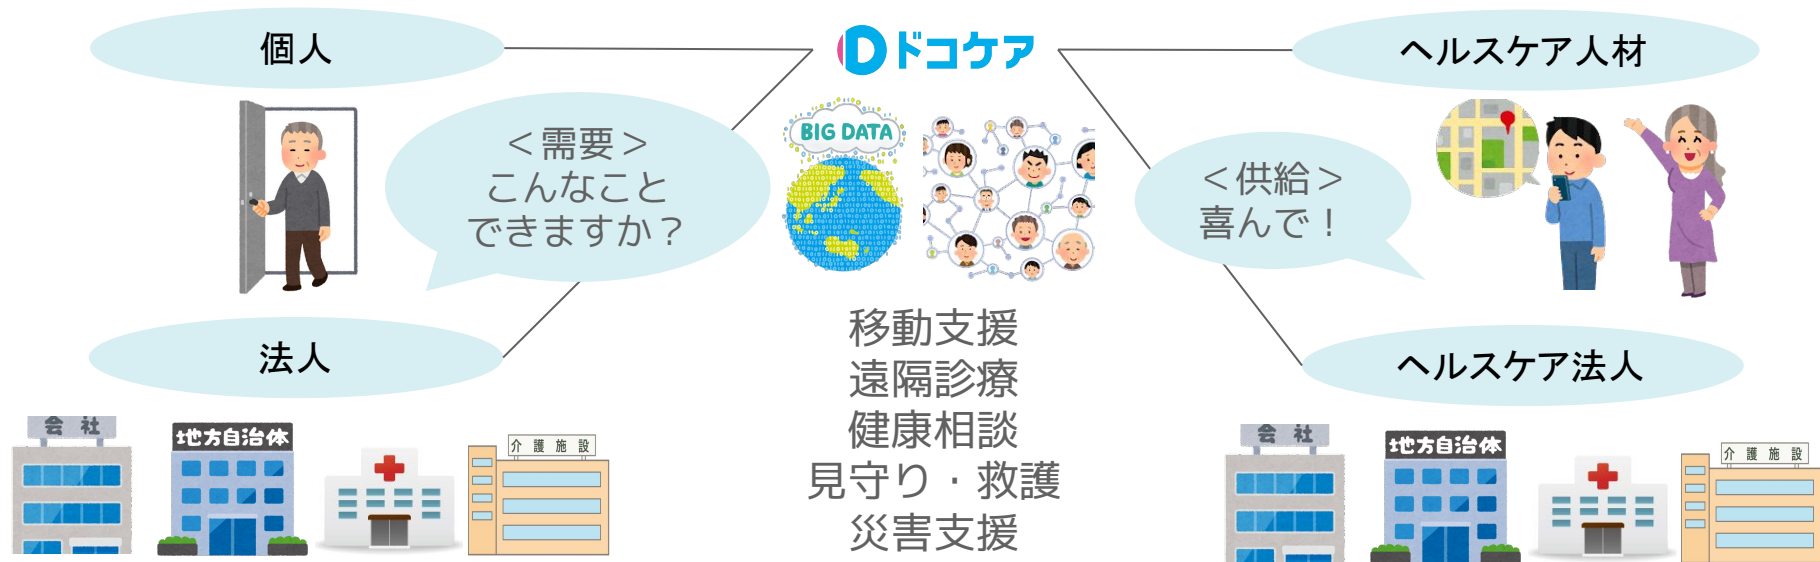 個人
ドコケア
ヘルスケア人材
＜需要＞
こんなこと
できますか？
BIG DATA
＜供給＞
喜んで！
法人
移動支援
遠隔診療
健康相談
見守り・救護
災害支援
ヘルスケア法人
会社
地方自治体
介護施設
会社
地方自治体
介護施設